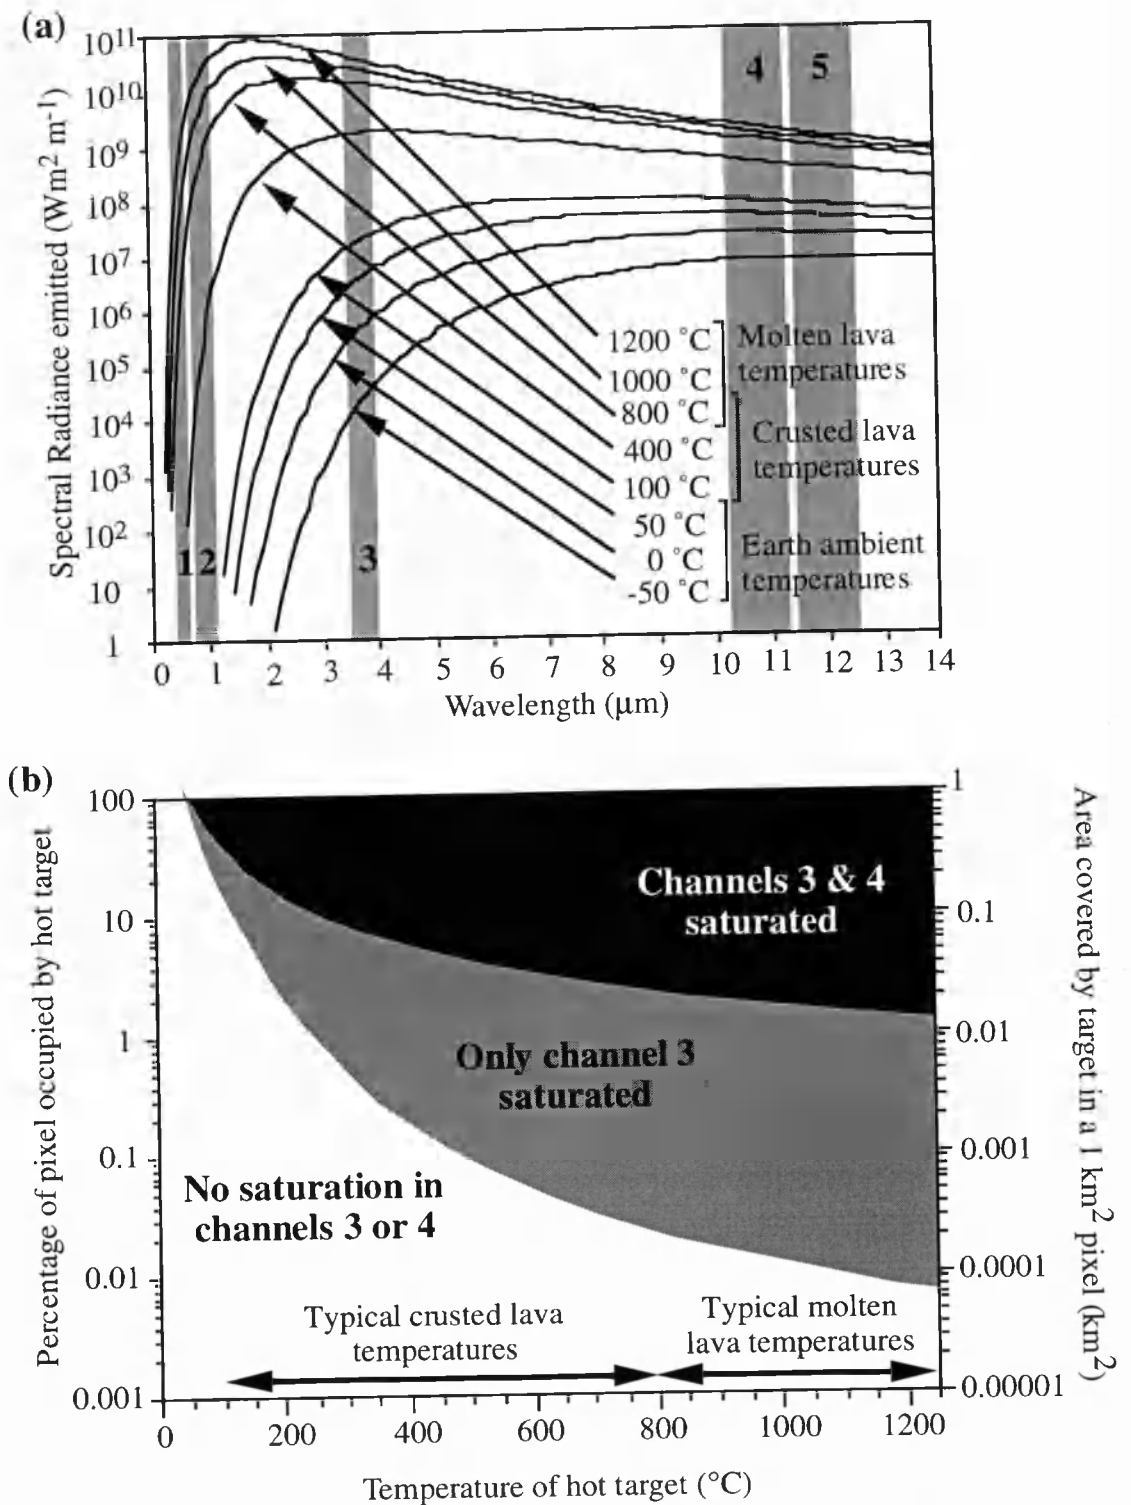 (a)
Spectral Radiance emitted (Wm² m⁻¹)
10¹¹
10¹⁰
10⁹
10⁸
10⁷
10⁶
10⁵
10⁴
10³
10²
10
1
1
2
3
4
5
1200 °C
1000 °C
800 °C
400 °C
100 °C
50 °C
0 °C
-50 °C
Molten lava
temperatures
Crusted lava
temperatures
Earth ambient
temperatures
0 1 2 3 4 5 6 7 8 9 10 11 12 13 14
Wavelength (µm)
(b)
Percentage of pixel occupied by hot target
100
10
1
0.1
0.01
0.001
Channels 3 & 4
saturated
Only channel 3
saturated
No saturation in
channels 3 or 4
Typical crusted lava
temperatures
Typical molten
lava temperatures
1
0.1
0.01
0.001
0.0001
0.00001
Area covered by target in a 1 km² pixel (km²)
0 200 400 600 800 1000 1200
Temperature of hot target (°C)